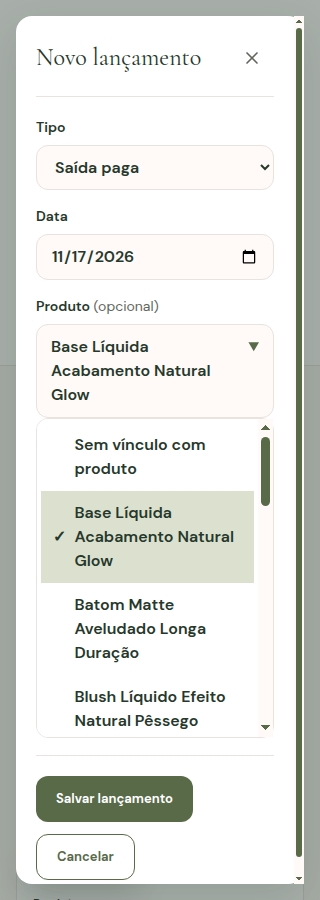 Novo lançamento
Tipo
Saída paga
Data
11/17/2026
Produto (opcional)
Base Líquida
Acabamento Natural
Glow
Sem vínculo com
produto
Base Líquida
✓ Acabamento Natural
Glow
Batom Matte
Aveludado Longa
Duração
Blush Líquido Efeito
Natural Pêssego
Salvar lançamento
Cancelar